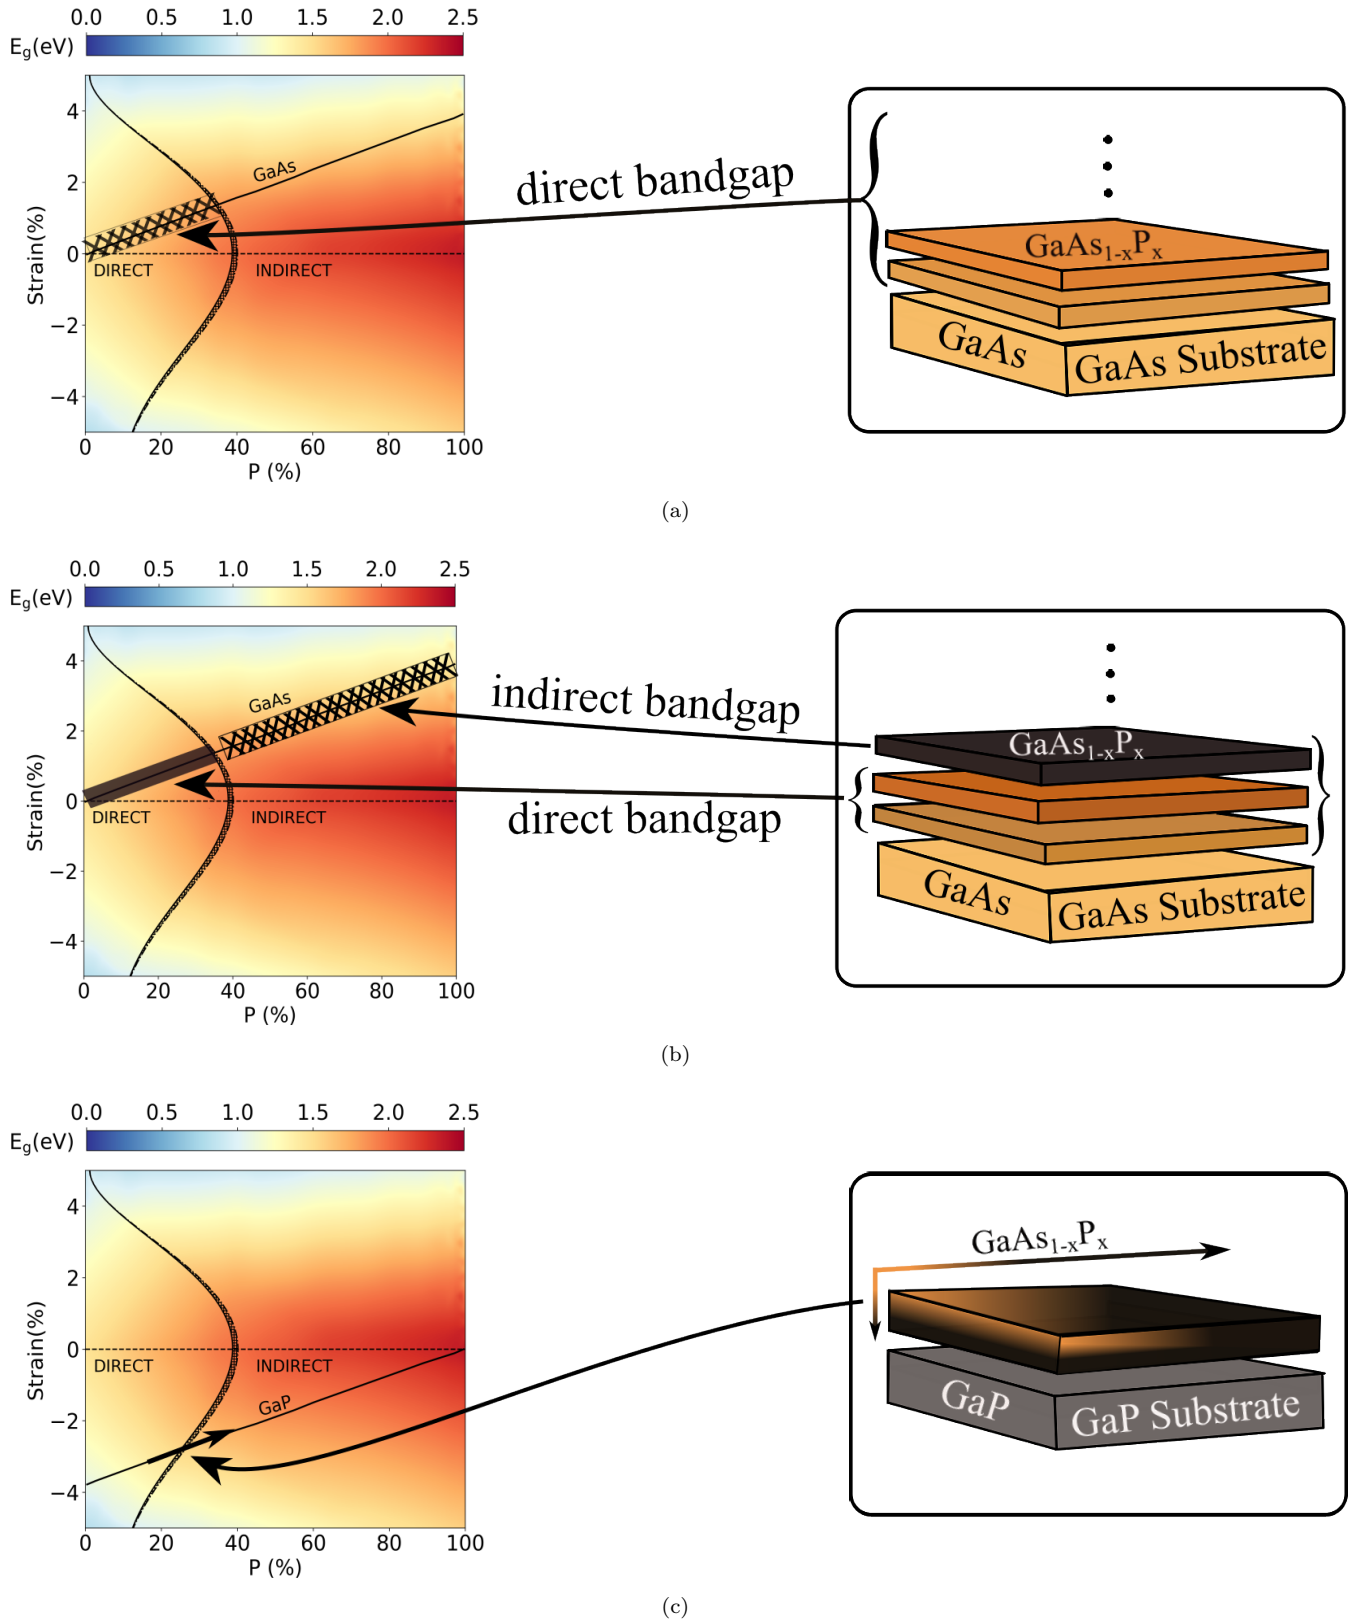 0.0 0.5 1.0 1.5 2.0 2.5
Eg(eV)
4
2
0
−2
−4
Strain(%)
GaAs
DIRECT
INDIRECT
0 20 40 60 80 100
P (%)
direct bandgap
GaAs1-xPx
GaAs
GaAs Substrate
(a)
0.0 0.5 1.0 1.5 2.0 2.5
Eg(eV)
4
2
0
−2
−4
Strain(%)
GaAs
DIRECT
INDIRECT
0 20 40 60 80 100
P (%)
indirect bandgap
direct bandgap
GaAs1-xPx
GaAs
GaAs Substrate
(b)
0.0 0.5 1.0 1.5 2.0 2.5
Eg(eV)
4
2
0
−2
−4
Strain(%)
DIRECT
INDIRECT
GaP
0 20 40 60 80 100
P (%)
GaAs1-xPx
GaP
GaP Substrate
(c)